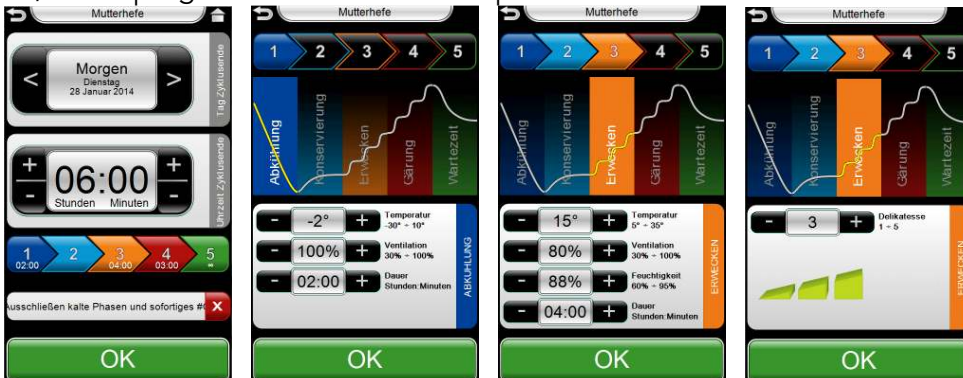 Mutterhefe
<
Morgen
Dienstag
28 Januar 2014
>
Tag Zyklusende
+ +
06:00
- -
Stunden Minuten
Uhrzeit Zyklusende
1 2 3 4 5
02:00 04:00 03:00 ∞
usschließen kalte Phasen und sofortiges
X
OK
Mutterhefe
1 2 3 4 5
Abkühlung
Konservierung
Erwecken
Gärung
Wartezeit
- -2° + Temperatur
-30° ÷ 10°
- 100% + Ventilation
30% ÷ 100%
- 02:00 + Dauer
Stunden:Minuten
ABKÜHLUNG
OK
Mutterhefe
1 2 3 4 5
Abkühlung
Konservierung
Erwecken
Gärung
Wartezeit
- 15° + Temperatur
5° ÷ 35°
- 80% + Ventilation
30% ÷ 100%
- 88% + Feuchtigkeit
60% ÷ 95%
- 04:00 + Dauer
Stunden:Minuten
ERWECKEN
OK
Mutterhefe
1 2 3 4 5
Abkühlung
Konservierung
Erwecken
Gärung
Wartezeit
- 3 + Delikatesse
1 ÷ 5
ERWECKEN
OK